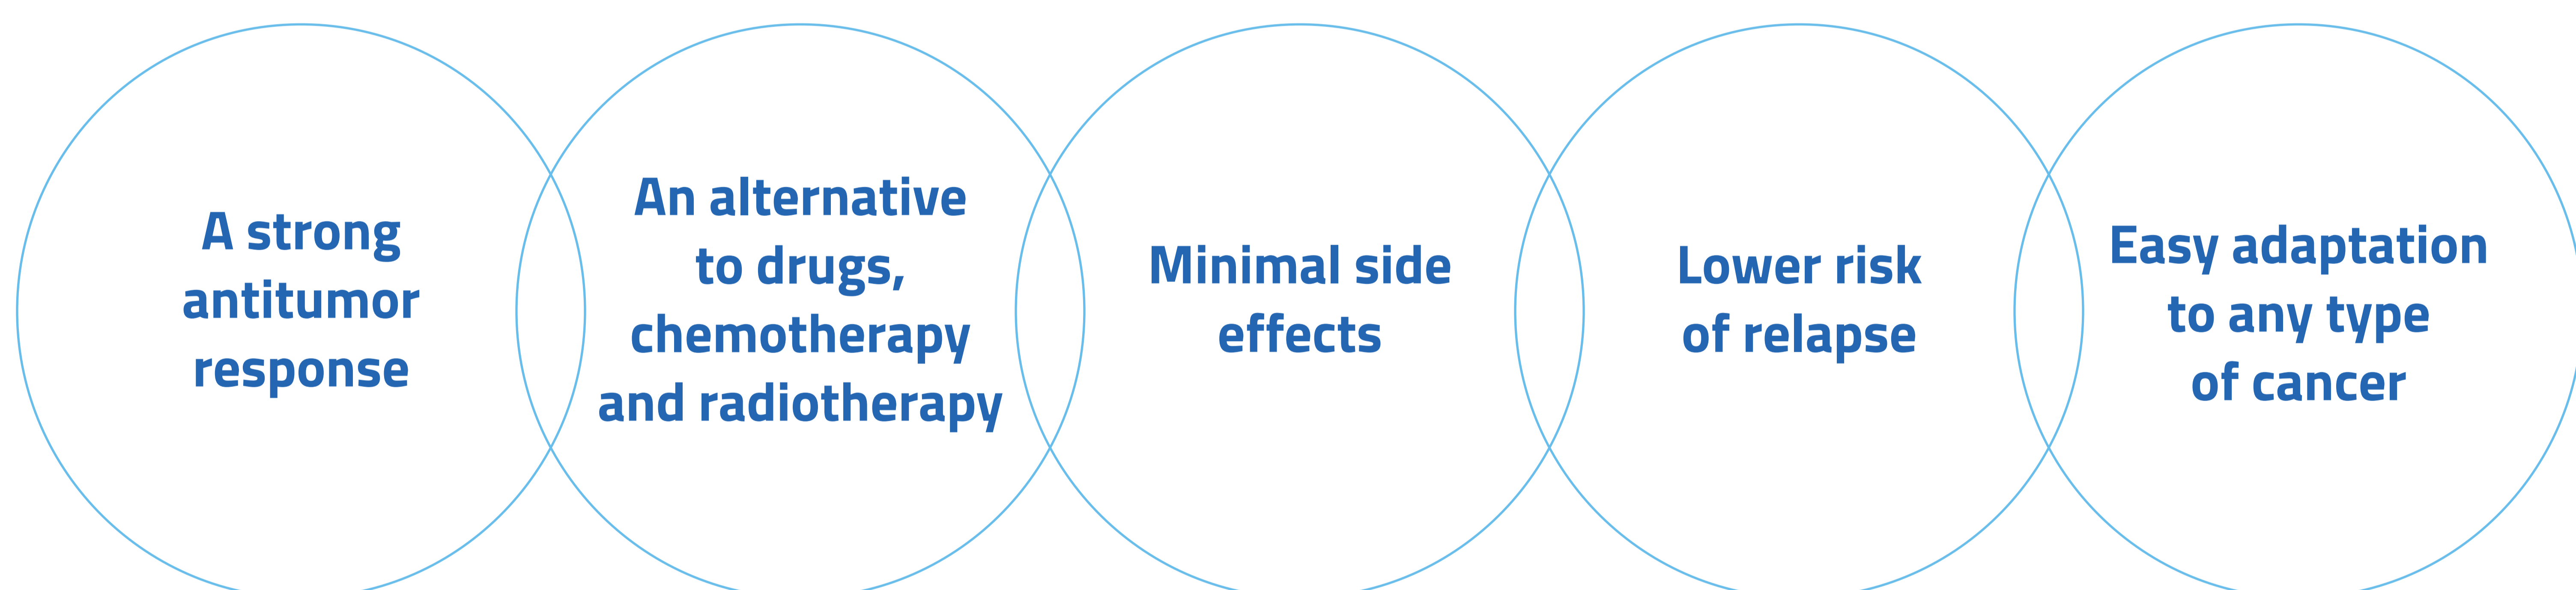 A strong
antitumor
response
An alternative
to drugs,
chemotherapy
and radiotherapy
Minimal side
effects
Lower risk
of relapse
Easy adaptation
to any type
of cancer